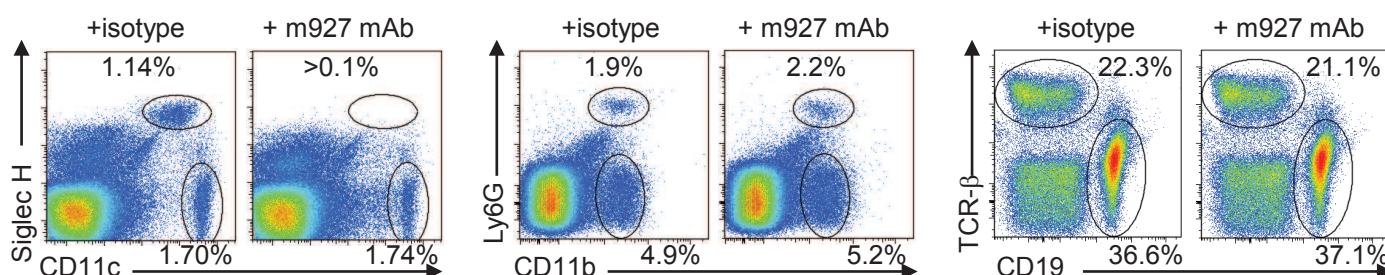 +isotype + m927 mAb
1.14% >0.1%
Siglec H
1.70% 1.74%
CD11c
+isotype + m927 mAb
1.9% 2.2%
Ly6G
4.9% 5.2%
CD11b
+isotype + m927 mAb
22.3% 21.1%
TCR-β
36.6% 37.1%
CD19